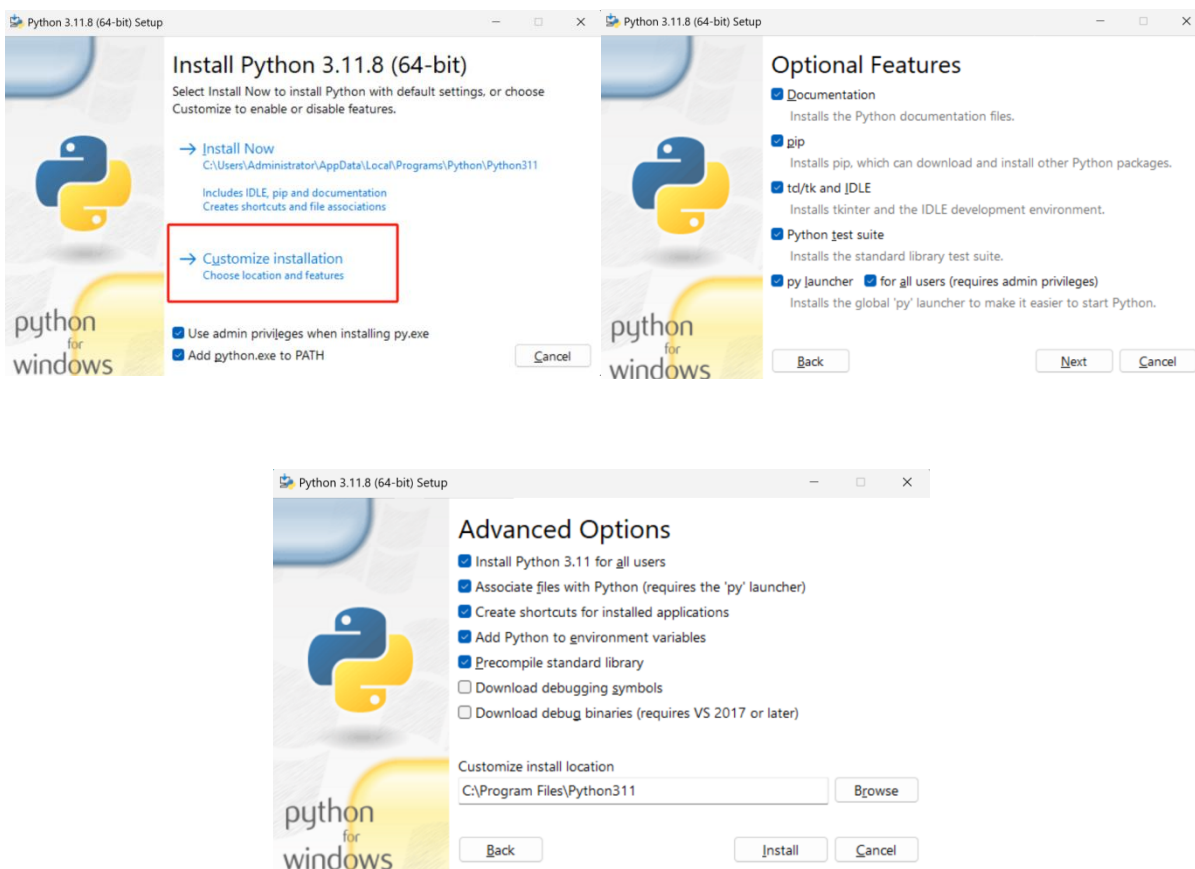 Python 3.11.8 (64-bit) Setup
Install Python 3.11.8 (64-bit)
Select Install Now to install Python with default settings, or choose
Customize to enable or disable features.
Install Now
C:\Users\Administrator\AppData\Local\Programs\Python\Python311
Includes IDLE, pip and documentation
Creates shortcuts and file associations
Customize installation
Choose location and features
Use admin privileges when installing py.exe
Add python.exe to PATH
Cancel
python
for
windows
Python 3.11.8 (64-bit) Setup
Optional Features
Documentation
Installs the Python documentation files.
pip
Installs pip, which can download and install other Python packages.
td/tk and IDLE
Installs tkinter and the IDLE development environment.
Python test suite
Installs the standard library test suite.
py launcher for all users (requires admin privileges)
Installs the global 'py' launcher to make it easier to start Python.
python
for
windows
Back
Next
Cancel
Python 3.11.8 (64-bit) Setup
Advanced Options
Install Python 3.11 for all users
Associate files with Python (requires the 'py' launcher)
Create shortcuts for installed applications
Add Python to environment variables
Precompile standard library
Download debugging symbols
Download debug binaries (requires VS 2017 or later)
Customize install location
C:\Program Files\Python311
Browse
python
for
windows
Back
Install
Cancel